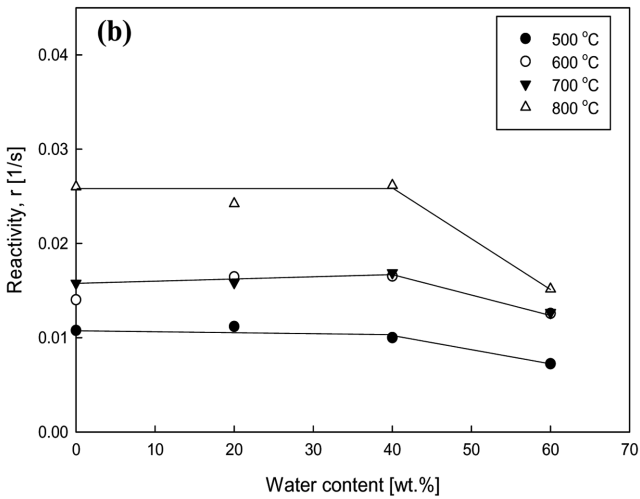 (b)
500 °C
600 °C
700 °C
800 °C
0.04
0.03
0.02
0.01
0.00
Reactivity, r [1/s]
0 10 20 30 40 50 60 70
Water content [wt.%]